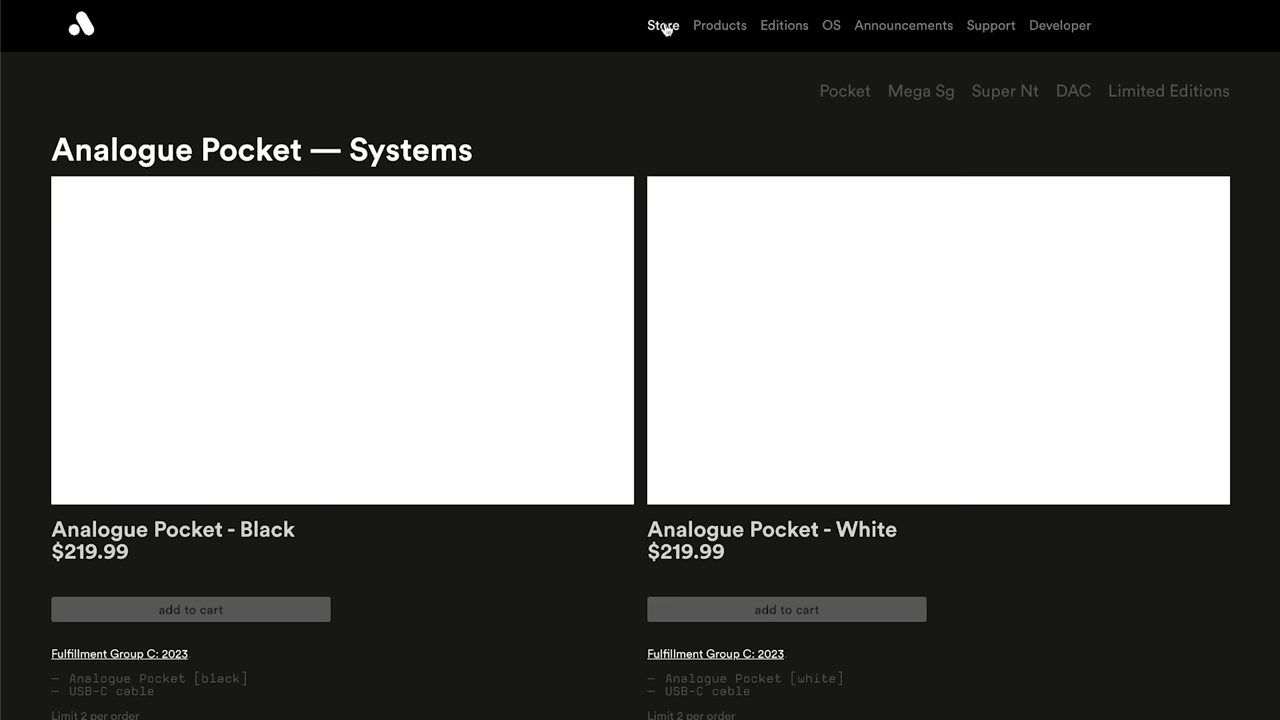 Store Products Editions OS Announcements Support Developer
Pocket Mega Sg Super Nt DAC Limited Editions
Analogue Pocket — Systems
Analogue Pocket - Black
$219.99
add to cart
Fulfillment Group C: 2023
— Analogue Pocket [black]
— USB-C cable
Limit 2 per order
Analogue Pocket - White
$219.99
add to cart
Fulfillment Group C: 2023
— Analogue Pocket [white]
— USB-C cable
Limit 2 per order